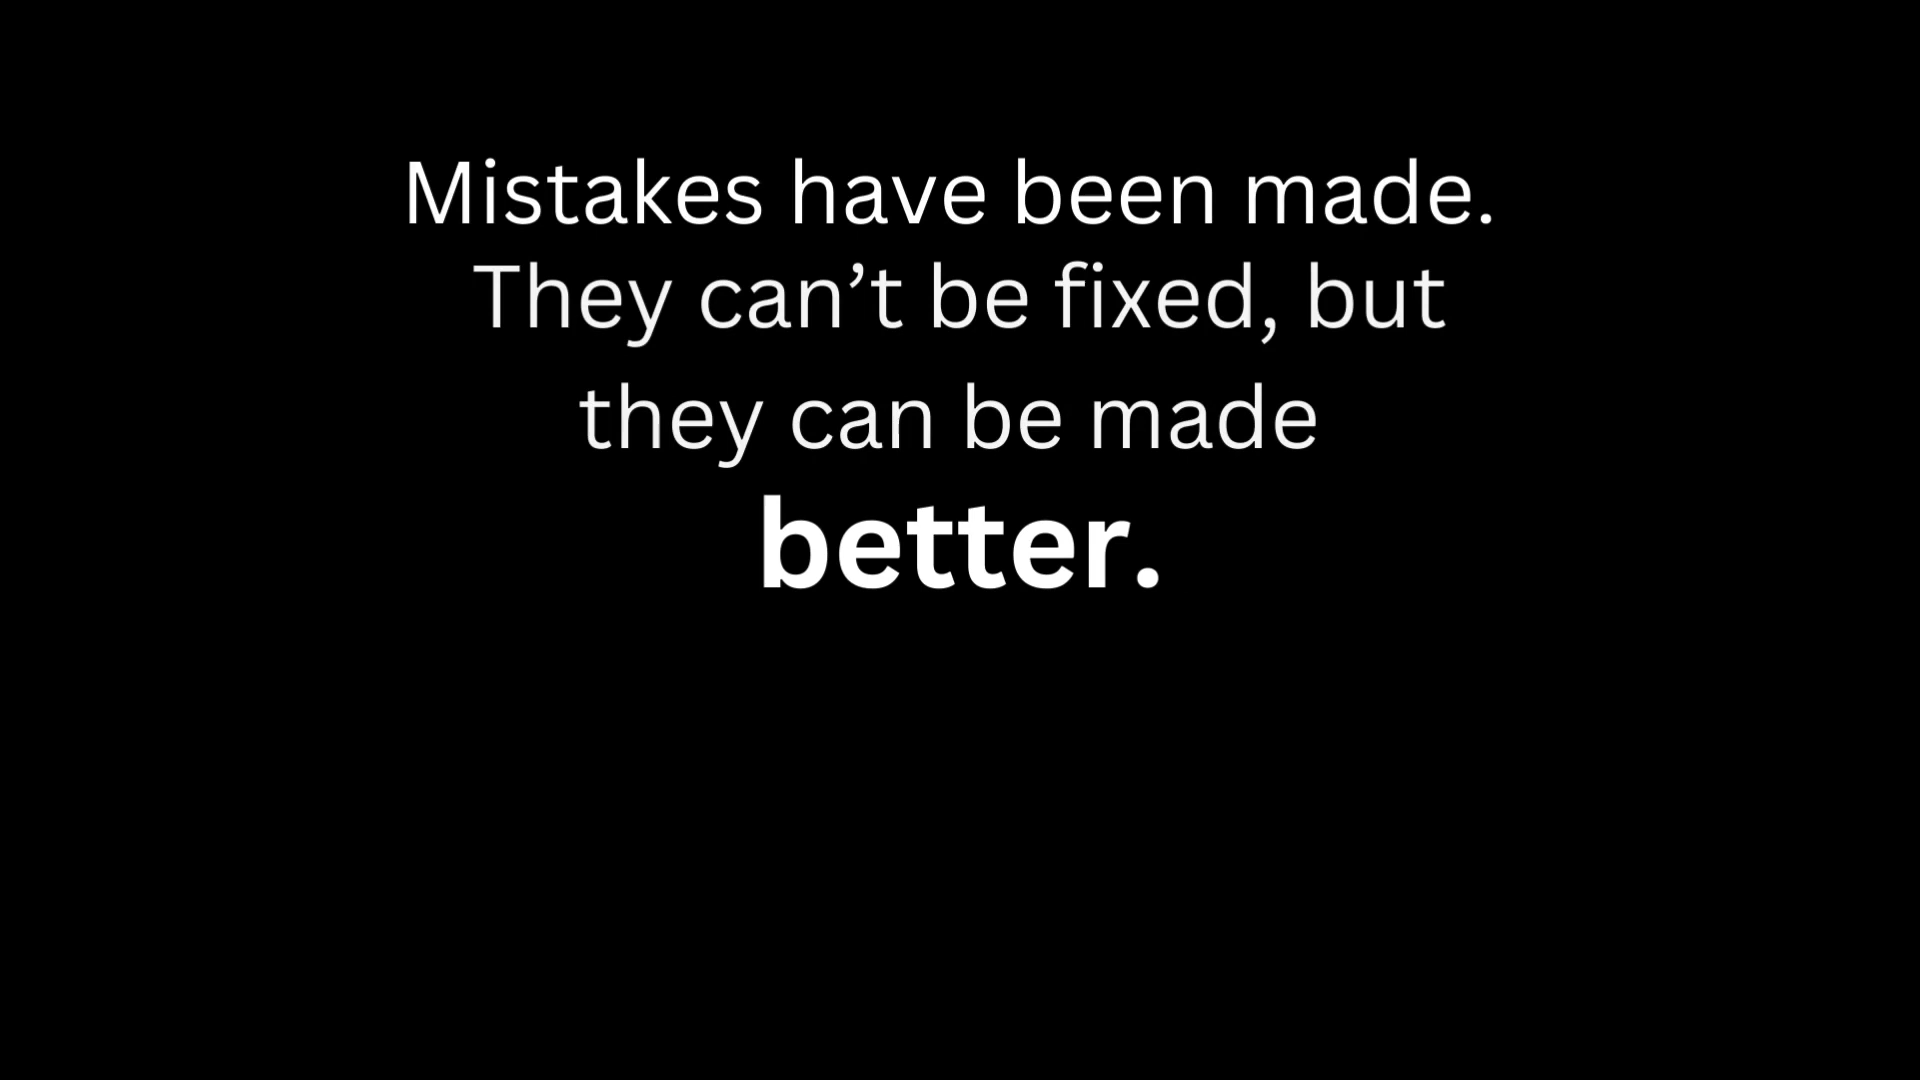 Mistakes have been made.
They can’t be fixed, but
they can be made
better.